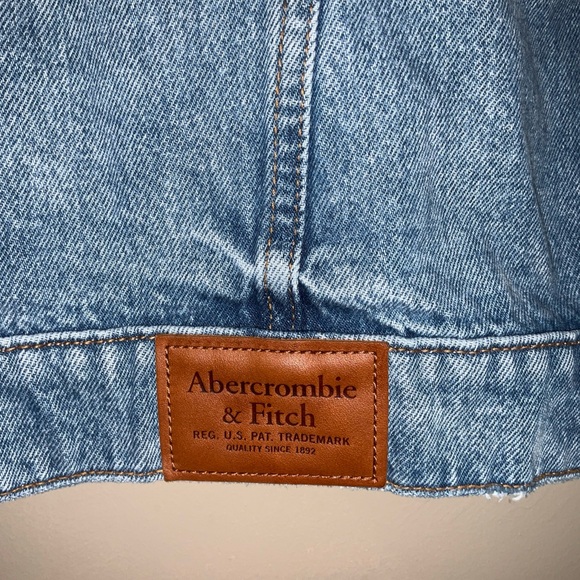 Abercrombie
& Fitch
REG. U.S. PAT. TRADEMARK
QUALITY SINCE 1892